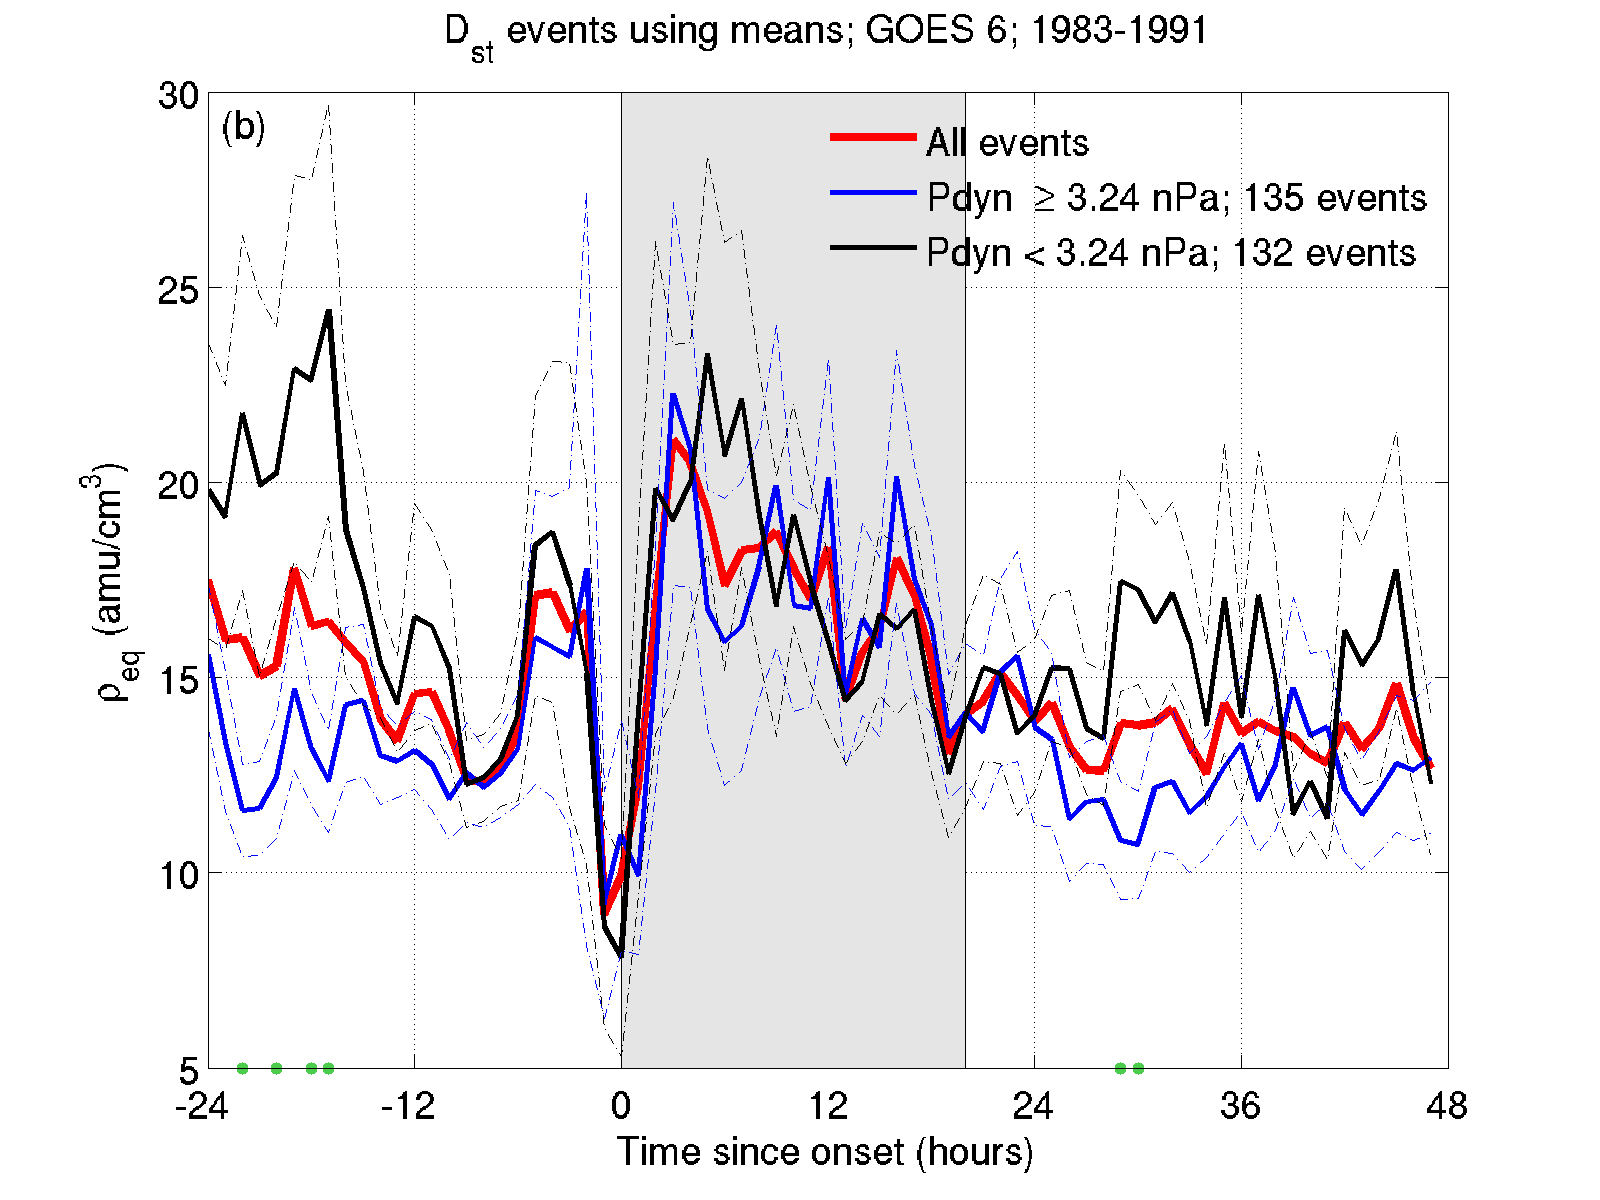 Dst events using means; GOES 6; 1983-1991
(b)
All events
Pdyn ≥ 3.24 nPa; 135 events
Pdyn < 3.24 nPa; 132 events
ρeq (amu/cm³)
30
25
20
15
10
5
-24 -12 0 12 24 36 48
Time since onset (hours)